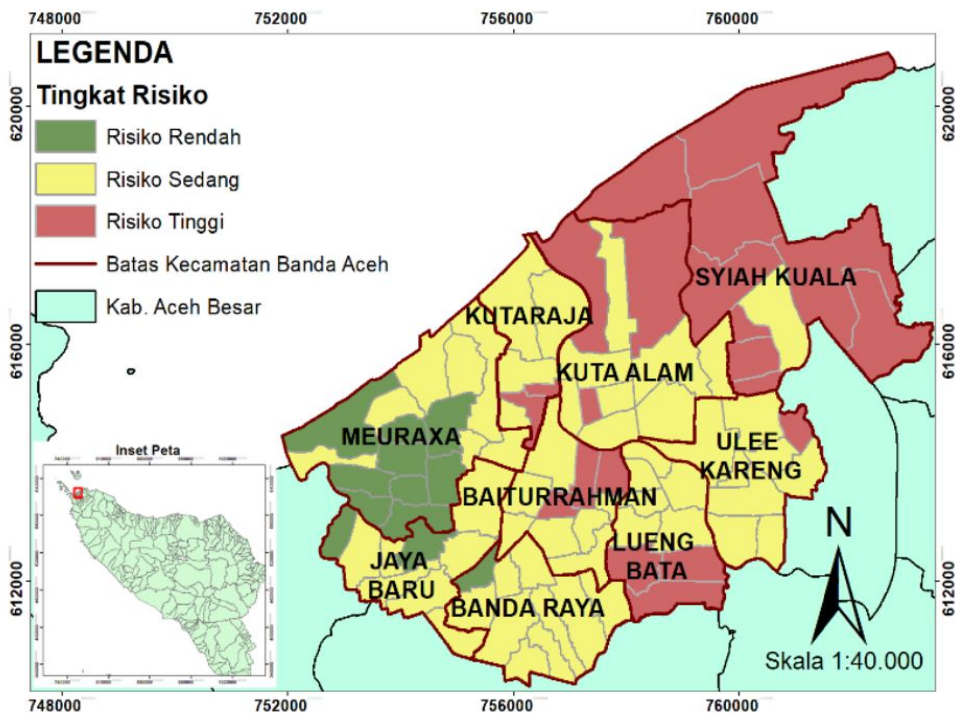 748000 752000 756000 760000
LEGENDA
Tingkat Risiko
Risiko Rendah
Risiko Sedang
Risiko Tinggi
Batas Kecamatan Banda Aceh
Kab. Aceh Besar
620000
620000
616000
616000
612000
612000
SYIAH KUALA
KUTARAJA
KUTA ALAM
MEURAXA
ULEE
KARENG
BAITURRAHMAN
LUENG
BATA
JAYA
BARU
BANDA RAYA
Inset Peta
N
Skala 1:40.000
748000 752000 756000 760000